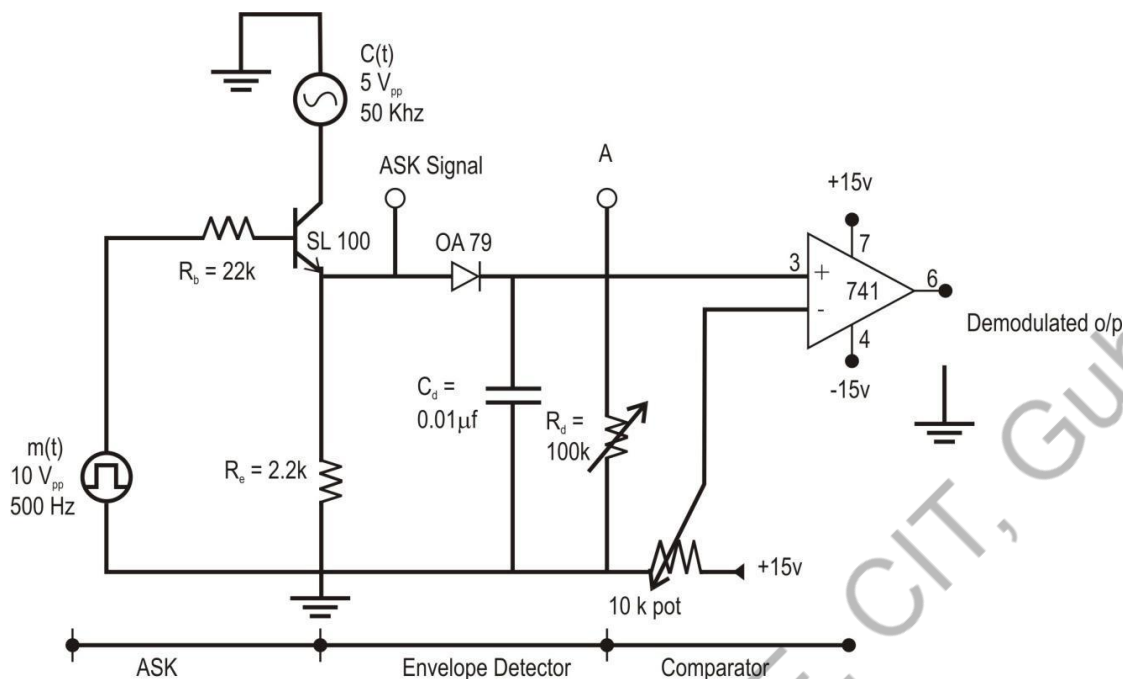 C(t)
5 Vpp
50 Khz
ASK Signal
A
+15v
SL 100
OA 79
Rb = 22k
3
+
7
741
6
-
4
-15v
Demodulated o/p
Cd =
0.01µf
Rd =
100k
m(t)
10 Vpp
500 Hz
Re = 2.2k
+15v
10 k pot
ASK
Envelope Detector
Comparator
CIT,